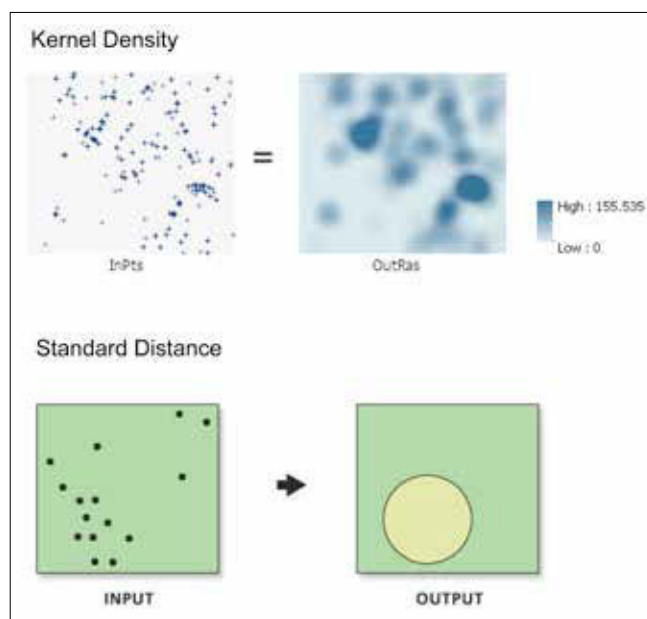 Kernel Density
=
High : 155.535
Low : 0
InPts
OutRas
Standard Distance
INPUT
OUTPUT